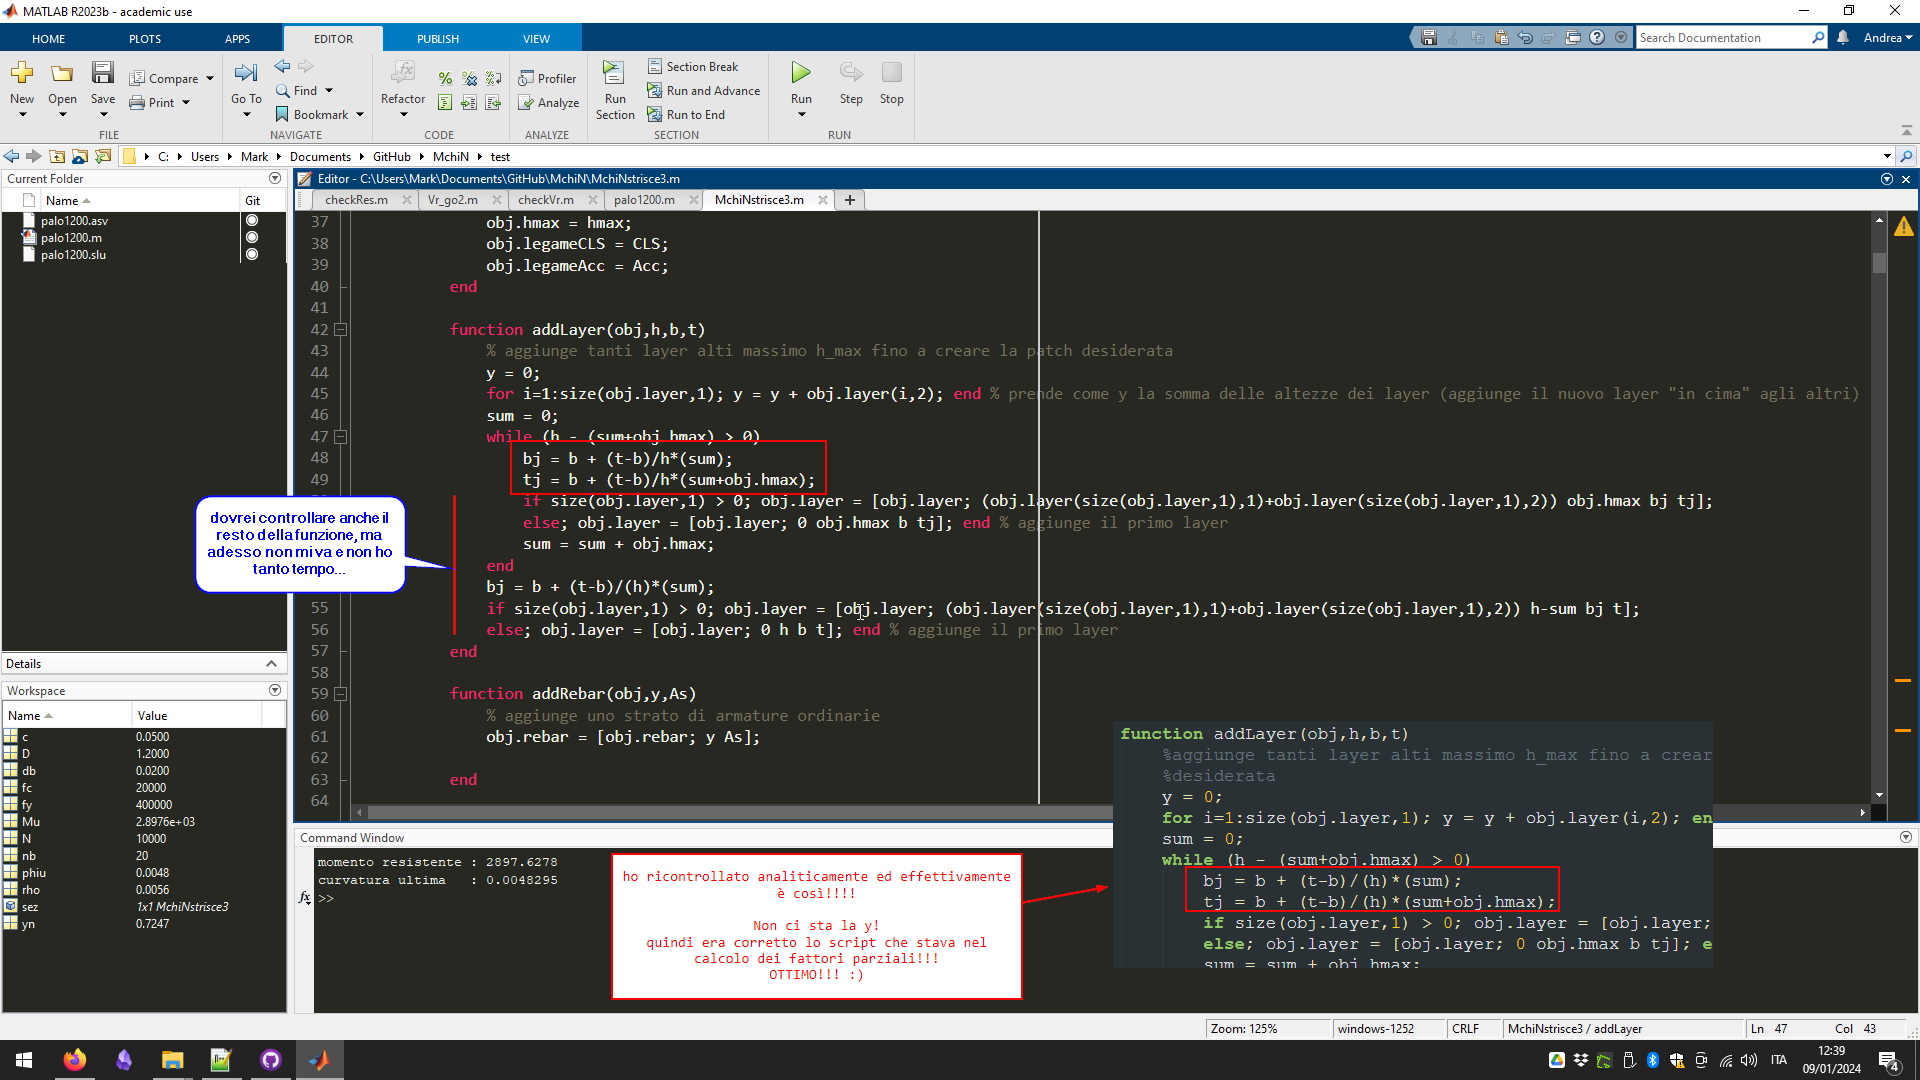 MATLAB R2023b - academic use
HOME PLOTS APPS EDITOR PUBLISH VIEW
Search Documentation
Andrea
New Open Save
Compare
Print
FILE
Go To
Find
Bookmark
NAVIGATE
Refactor
CODE
Profiler
Analyze
ANALYZE
Run Section
Section Break
Run and Advance
Run to End
SECTION
Run Step Stop
RUN
C: Users Mark Documents GitHub MchiN test
Current Folder
Name Git
palo1200.asv
palo1200.m
palo1200.slu
Details
Workspace
Name Value
c 0.0500
D 1.2000
db 0.0200
fc 20000
fy 400000
Mu 2.8976e+03
N 10000
nb 20
phiu 0.0048
rho 0.0056
sez 1x1 MchiNstrisce3
yn 0.7247
Editor - C:\Users\Mark\Documents\GitHub\MchiN\MchiNstrisce3.m
checkRes.m Vr_go2.m checkVr.m palo1200.m MchiNstrisce3.m
37 obj.hmax = hmax;
38 obj.legameCLS = CLS;
39 obj.legameAcc = Acc;
40 end
41
42 function addLayer(obj,h,b,t)
43 % aggiunge tanti layer alti massimo h_max fino a creare la patch desiderata
44 y = 0;
45 for i=1:size(obj.layer,1); y = y + obj.layer(i,2); end % prende come y la somma delle altezze dei layer (aggiunge il nuovo layer "in cima" agli altri)
46 sum = 0;
47 while (h - (sum+obj.hmax) > 0)
48 bj = b + (t-b)/h*(sum);
49 tj = b + (t-b)/h*(sum+obj.hmax);
if size(obj.layer,1) > 0; obj.layer = [obj.layer; (obj.layer(size(obj.layer,1),1)+obj.layer(size(obj.layer,1),2)) obj.hmax bj tj];
else; obj.layer = [obj.layer; 0 obj.hmax b tj]; end % aggiunge il primo layer
sum = sum + obj.hmax;
end
bj = b + (t-b)/(h)*(sum);
55 if size(obj.layer,1) > 0; obj.layer = [obj.layer; (obj.layer(size(obj.layer,1),1)+obj.layer(size(obj.layer,1),2)) h-sum bj t];
56 else; obj.layer = [obj.layer; 0 h b t]; end % aggiunge il primo layer
57 end
58
59 function addRebar(obj,y,As)
60 % aggiunge uno strato di armature ordinarie
61 obj.rebar = [obj.rebar; y As];
62
63 end
64
dovrei controllare anche il
resto della funzione, ma
adesso non mi va e non ho
tanto tempo...
Command Window
momento resistente : 2897.6278
curvatura ultima : 0.0048295
fx >>
ho ricontrollato analiticamente ed effettivamente
è così!!!!
Non ci sta la y!
quindi era corretto lo script che stava nel
calcolo dei fattori parziali!!!
OTTIMO!!! :)
function addLayer(obj,h,b,t)
%aggiunge tanti layer alti massimo h_max fino a crear
%desiderata
y = 0;
for i=1:size(obj.layer,1); y = y + obj.layer(i,2); en
sum = 0;
while (h - (sum+obj.hmax) > 0)
bj = b + (t-b)/(h)*(sum);
tj = b + (t-b)/(h)*(sum+obj.hmax);
if size(obj.layer,1) > 0; obj.layer = [obj.layer;
else; obj.layer = [obj.layer; 0 obj.hmax b tj]; e
sum = sum + obj.hmax;
Zoom: 125% windows-1252 CRLF MchiNstrisce3 / addLayer Ln 47 Col 43
ITA
12:39
09/01/2024
4